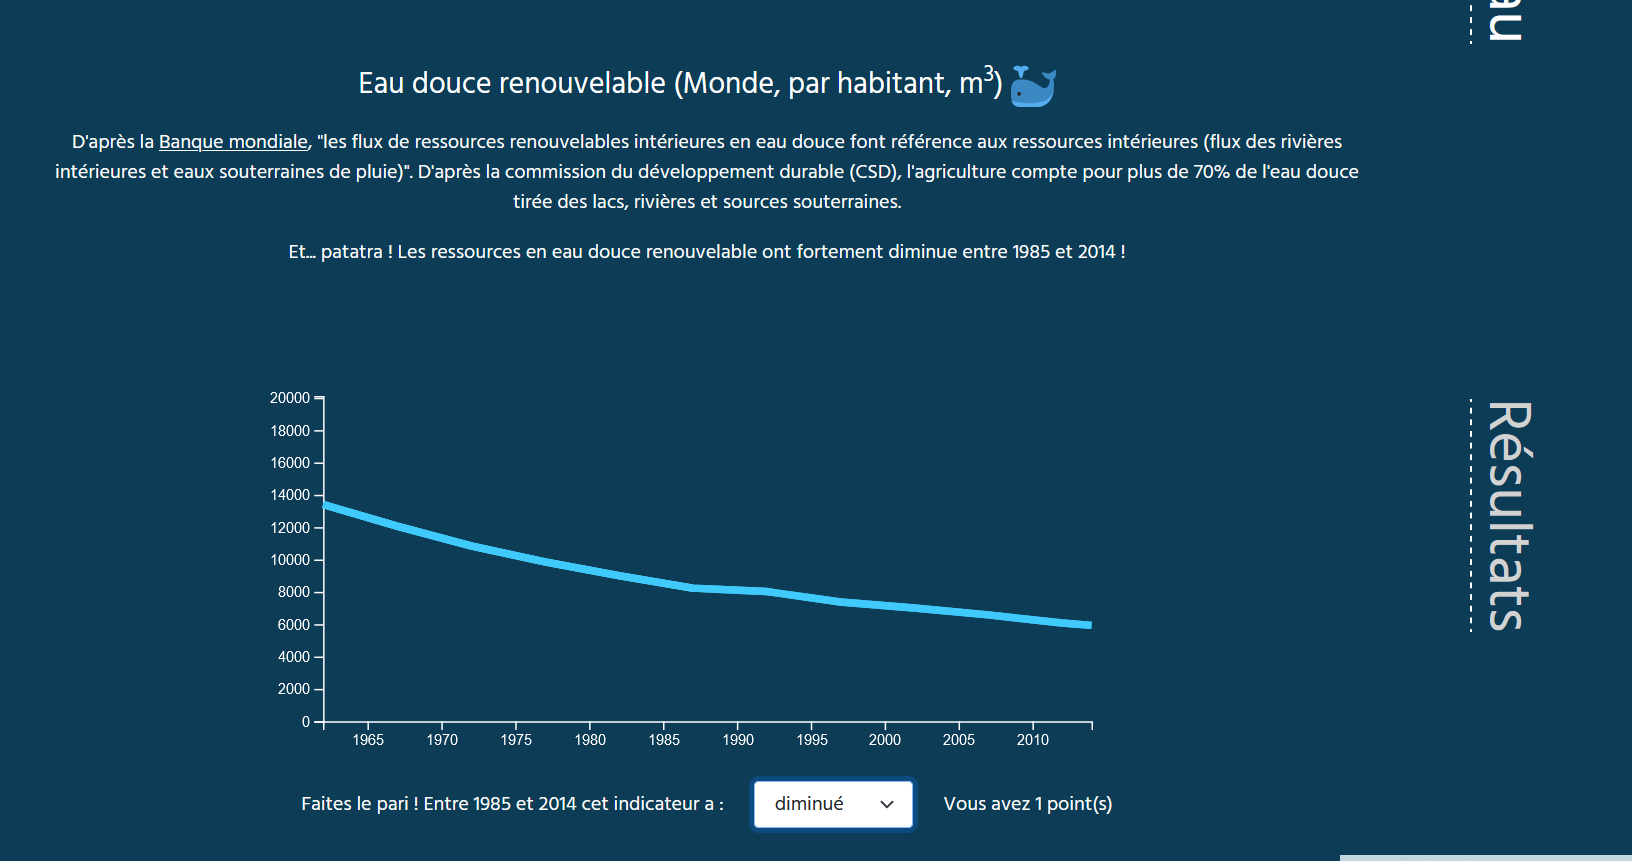 au
Eau douce renouvelable (Monde, par habitant, m³)
D'après la Banque mondiale, "les flux de ressources renouvelables intérieures en eau douce font référence aux ressources intérieures (flux des rivières
intérieures et eaux souterraines de pluie)". D'après la commission du développement durable (CSD), l'agriculture compte pour plus de 70% de l'eau douce
tirée des lacs, rivières et sources souterraines.
Et... patatra ! Les ressources en eau douce renouvelable ont fortement diminue entre 1985 et 2014 !
Résultats
20000
18000
16000
14000
12000
10000
8000
6000
4000
2000
0
1965 1970 1975 1980 1985 1990 1995 2000 2005 2010
Faites le pari ! Entre 1985 et 2014 cet indicateur a : diminué Vous avez 1 point(s)